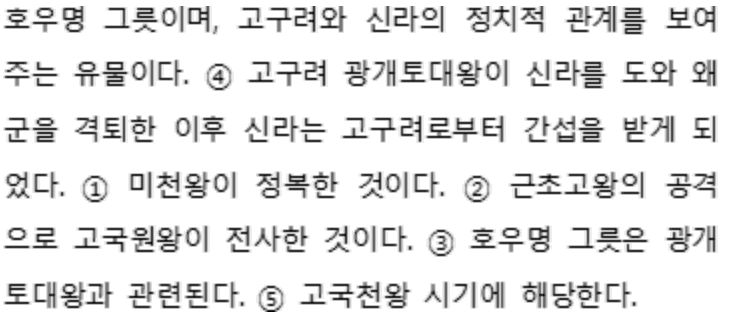 호우명 그릇이며, 고구려와 신라의 정치적 관계를 보여
주는 유물이다. ④ 고구려 광개토대왕이 신라를 도와 왜
군을 격퇴한 이후 신라는 고구려로부터 간섭을 받게 되
었다. ① 미천왕이 정복한 것이다. ② 근초고왕의 공격
으로 고국원왕이 전사한 것이다. ③ 호우명 그릇은 광개
토대왕과 관련된다. ⑤ 고국천왕 시기에 해당한다.